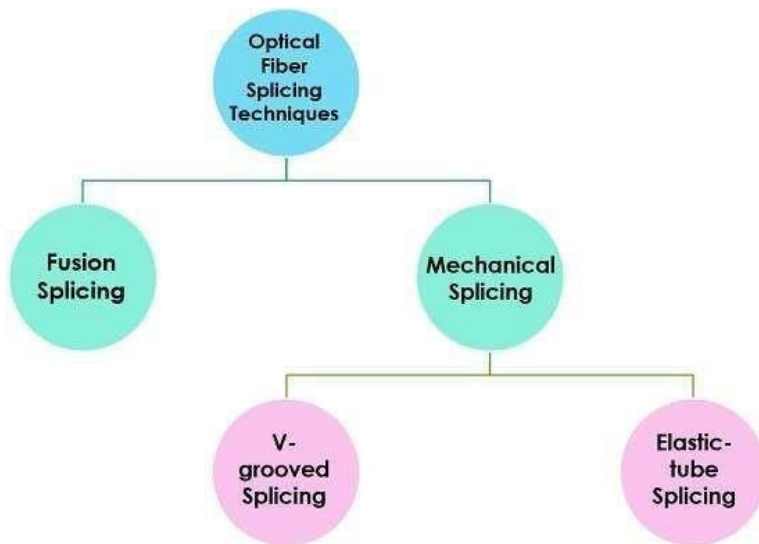 Optical
Fiber
Splicing
Techniques
Fusion
Splicing
Mechanical
Splicing
V-
grooved
Splicing
Elastic-
tube
Splicing